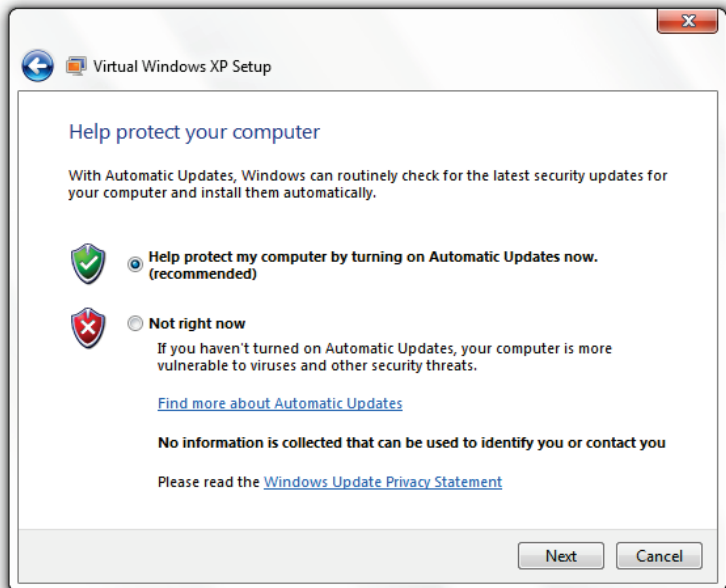 Virtual Windows XP Setup
Help protect your computer
With Automatic Updates, Windows can routinely check for the latest security updates for
your computer and install them automatically.
Help protect my computer by turning on Automatic Updates now.
(recommended)
Not right now
If you haven't turned on Automatic Updates, your computer is more
vulnerable to viruses and other security threats.
Find more about Automatic Updates
No information is collected that can be used to identify you or contact you
Please read the Windows Update Privacy Statement
Next Cancel